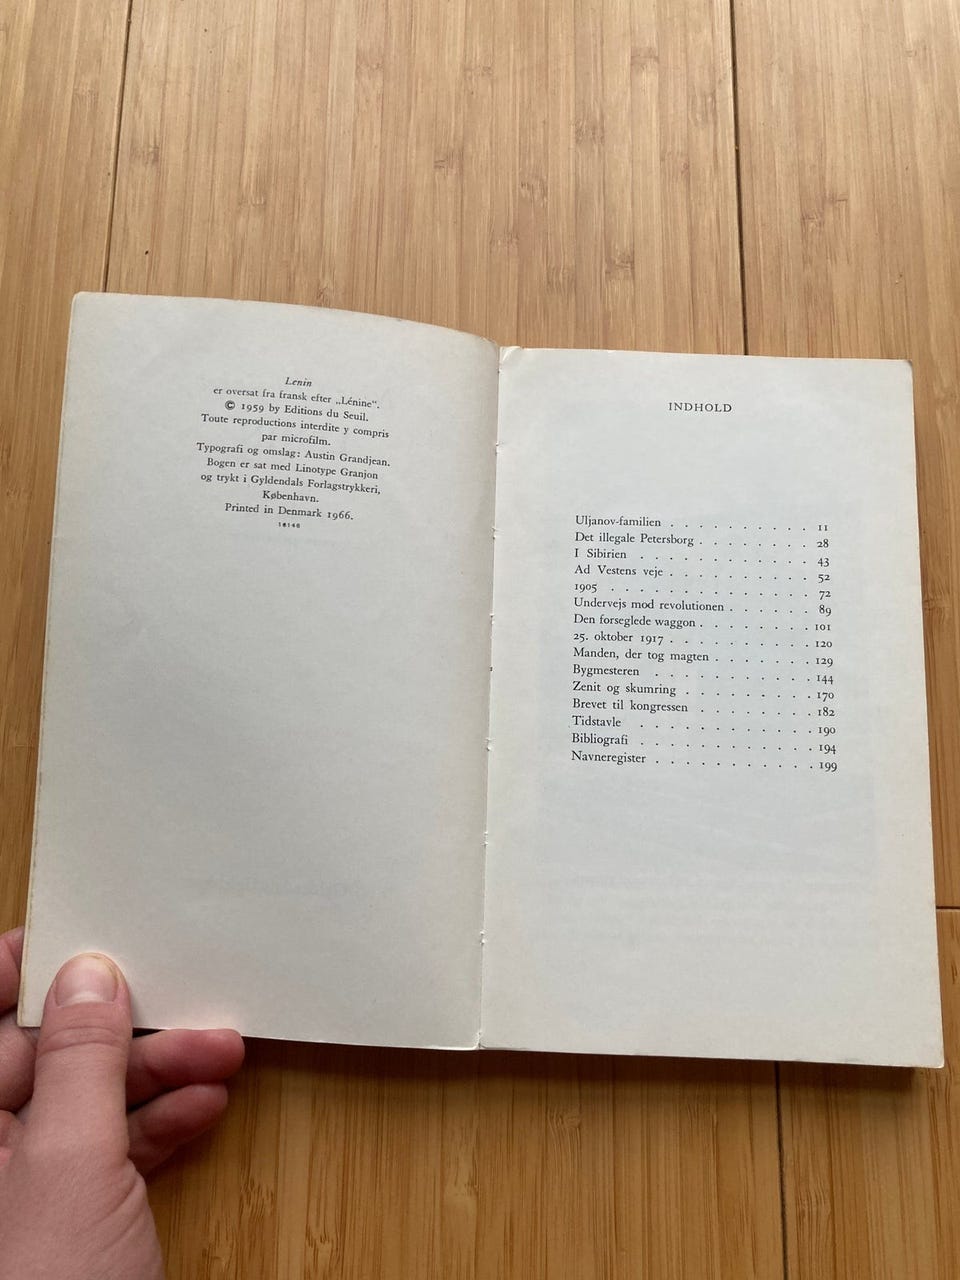 Lenin
er oversat fra fransk efter „Lénine“.
© 1959 by Editions du Seuil.
Toute reproductions interdite y compris
par microfilm.
Typografi og omslag: Austin Grandjean.
Bogen er sat med Linotype Granjon
og trykt i Gyldendals Forlagstrykkeri,
København.
Printed in Denmark 1966.
16146
INDHOLD
Uljanov-familien . . . . . . . . . . 11
Det illegale Petersborg . . . . . . . . 28
I Sibirien . . . . . . . . . . . 43
Ad Vestens veje . . . . . . . . . . 52
1905 . . . . . . . . . . . . . 72
Undervejs mod revolutionen . . . . . . 89
Den forseglede waggon . . . . . . . . 101
25. oktober 1917 . . . . . . . . . . 120
Manden, der tog magten . . . . . . . 129
Bygmesteren . . . . . . . . . . 144
Zenit og skumring . . . . . . . . . 170
Brevet til kongressen . . . . . . . . 182
Tidstavle . . . . . . . . . . . 190
Bibliografi . . . . . . . . . . . 194
Navneregister . . . . . . . . . . 199